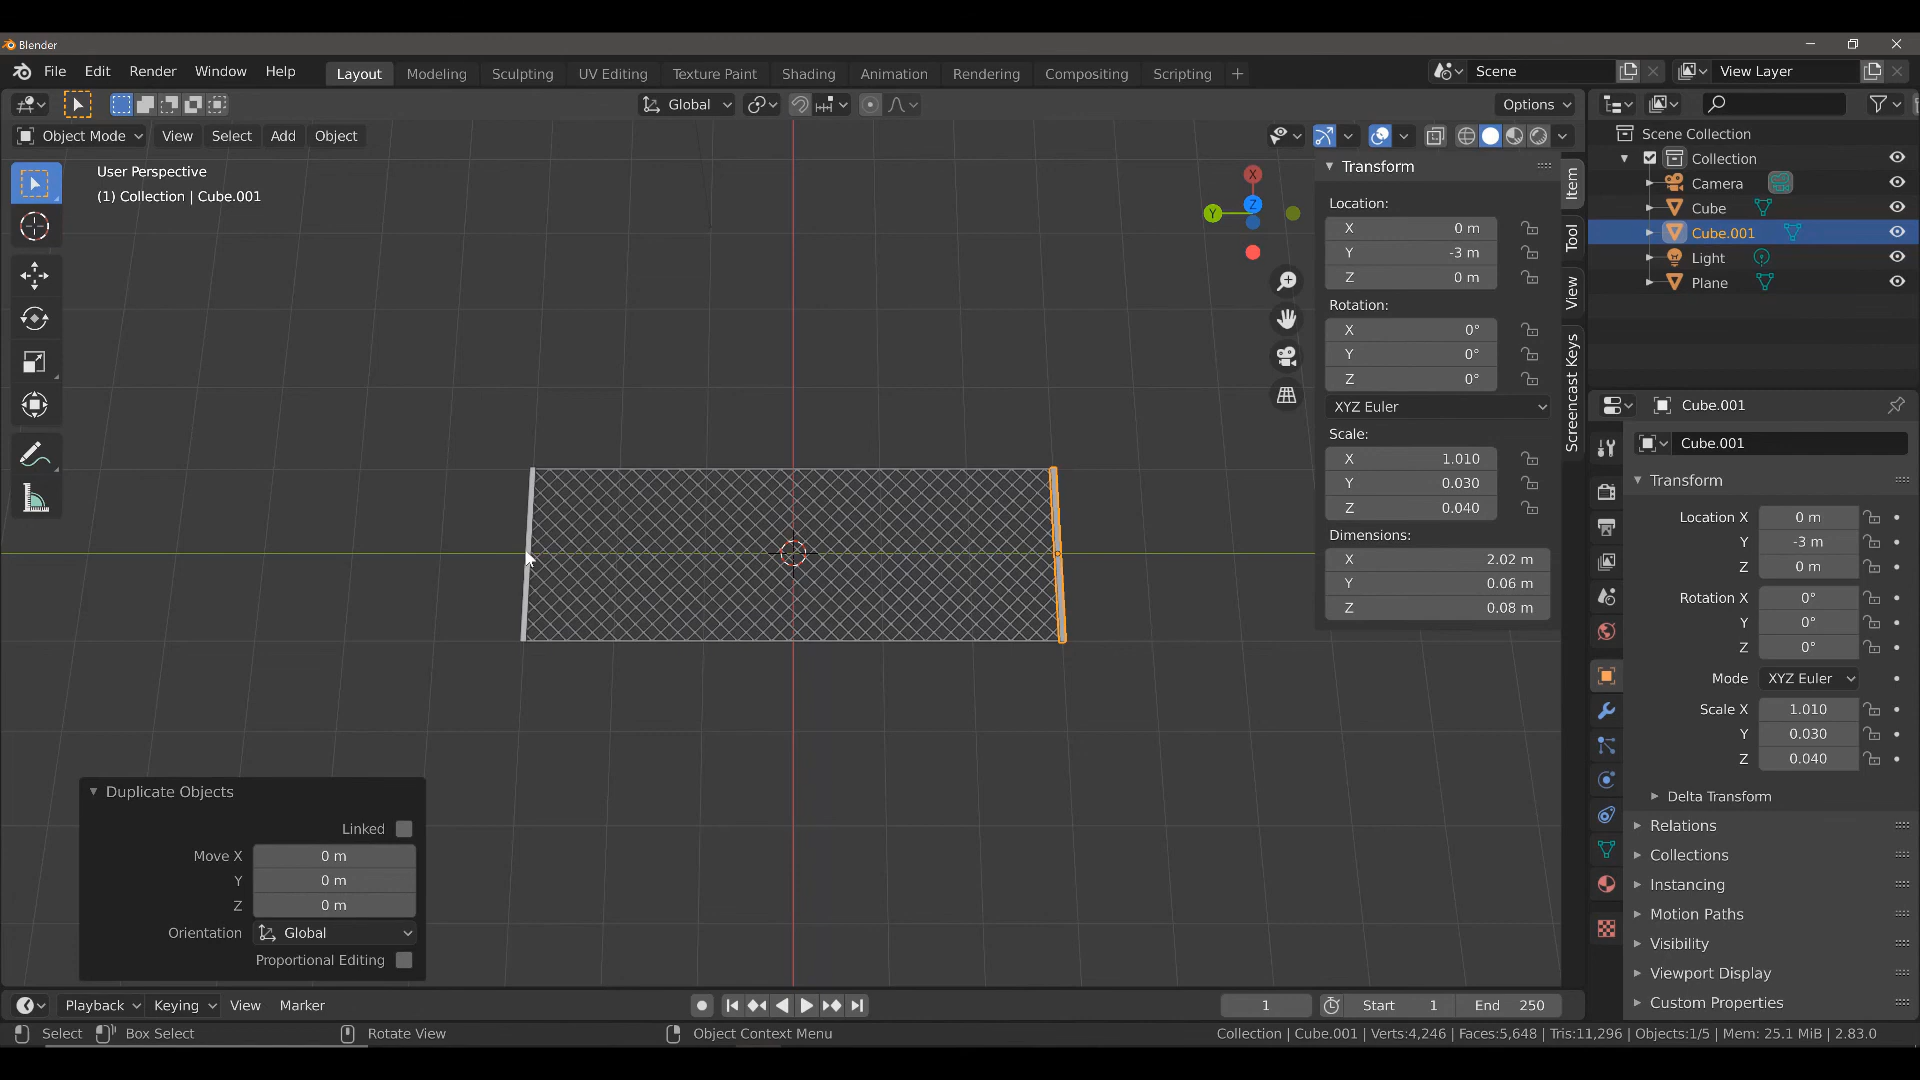 Blender
File Edit Render Window Help Layout Modeling Sculpting UV Editing Texture Paint Shading Animation Rendering Compositing Scripting + Scene View Layer
Global Options
Object Mode View Select Add Object
User Perspective
(1) Collection | Cube.001
X
Y
Z
Transform
Location:
X 0 m
Y -3 m
Z 0 m
Rotation:
X 0°
Y 0°
Z 0°
XYZ Euler
Scale:
X 1.010
Y 0.030
Z 0.040
Dimensions:
X 2.02 m
Y 0.06 m
Z 0.08 m
Item
Tool
View
Screencast Keys
Scene Collection
Collection
Camera
Cube
Cube.001
Light
Plane
Cube.001
Cube.001
Transform
Location X 0 m
Y -3 m
Z 0 m
Rotation X 0°
Y 0°
Z 0°
Mode XYZ Euler
Scale X 1.010
Y 0.030
Z 0.040
Delta Transform
Relations
Collections
Instancing
Motion Paths
Visibility
Viewport Display
Custom Properties
Duplicate Objects
Linked
Move X 0 m
Y 0 m
Z 0 m
Orientation Global
Proportional Editing
Playback Keying View Marker 1 Start 1 End 250
Select Box Select Rotate View Object Context Menu Collection | Cube.001 | Verts:4,246 | Faces:5,648 | Tris:11,296 | Objects:1/5 | Mem: 25.1 MiB | 2.83.0